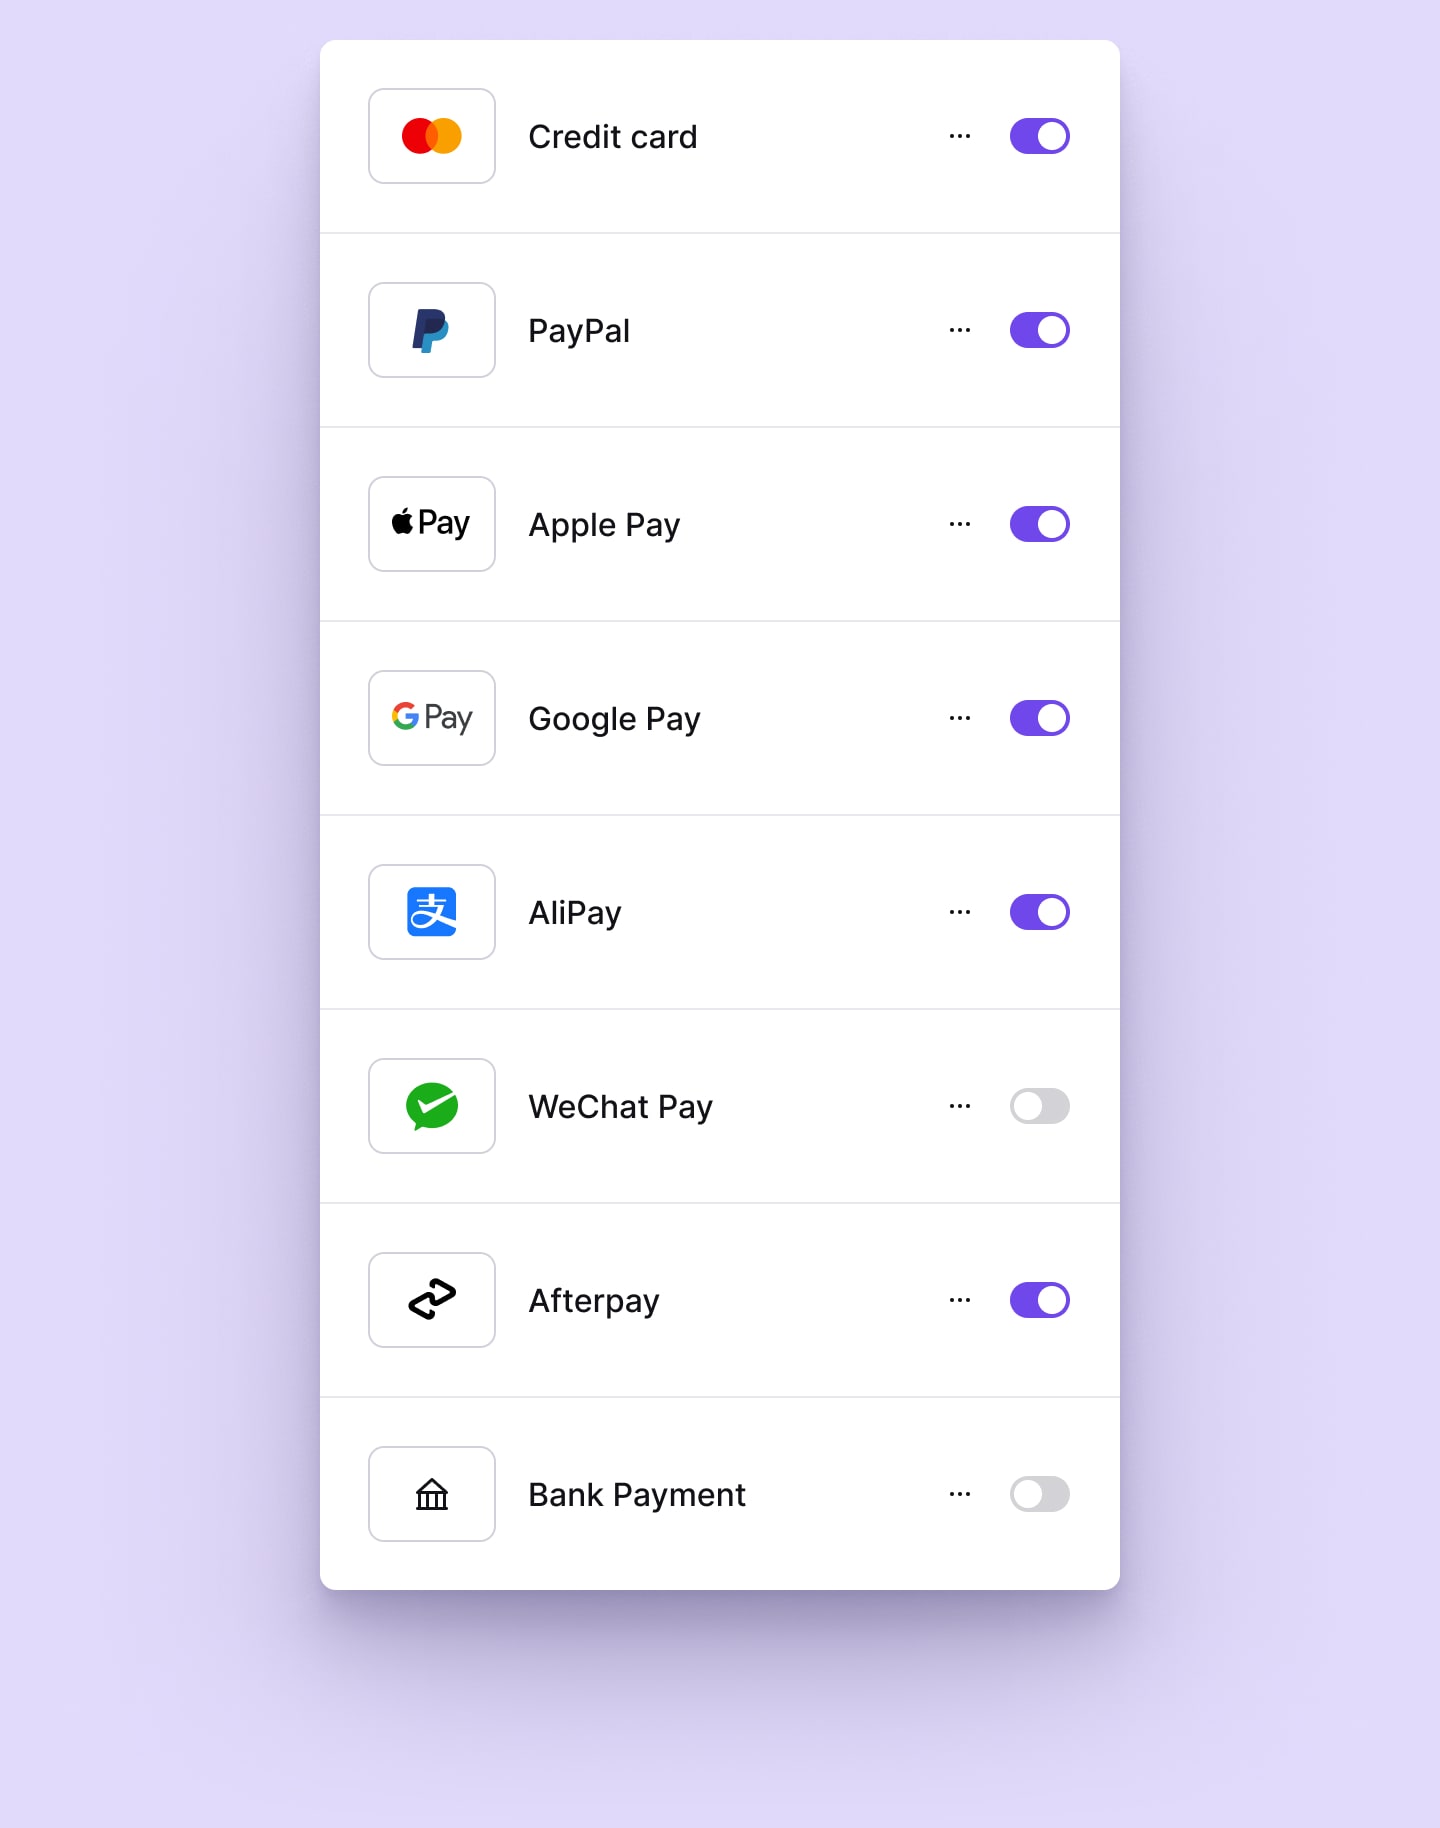 Credit card
PayPal
Pay
Apple Pay
G Pay
Google Pay
支
AliPay
WeChat Pay
Afterpay
Bank Payment